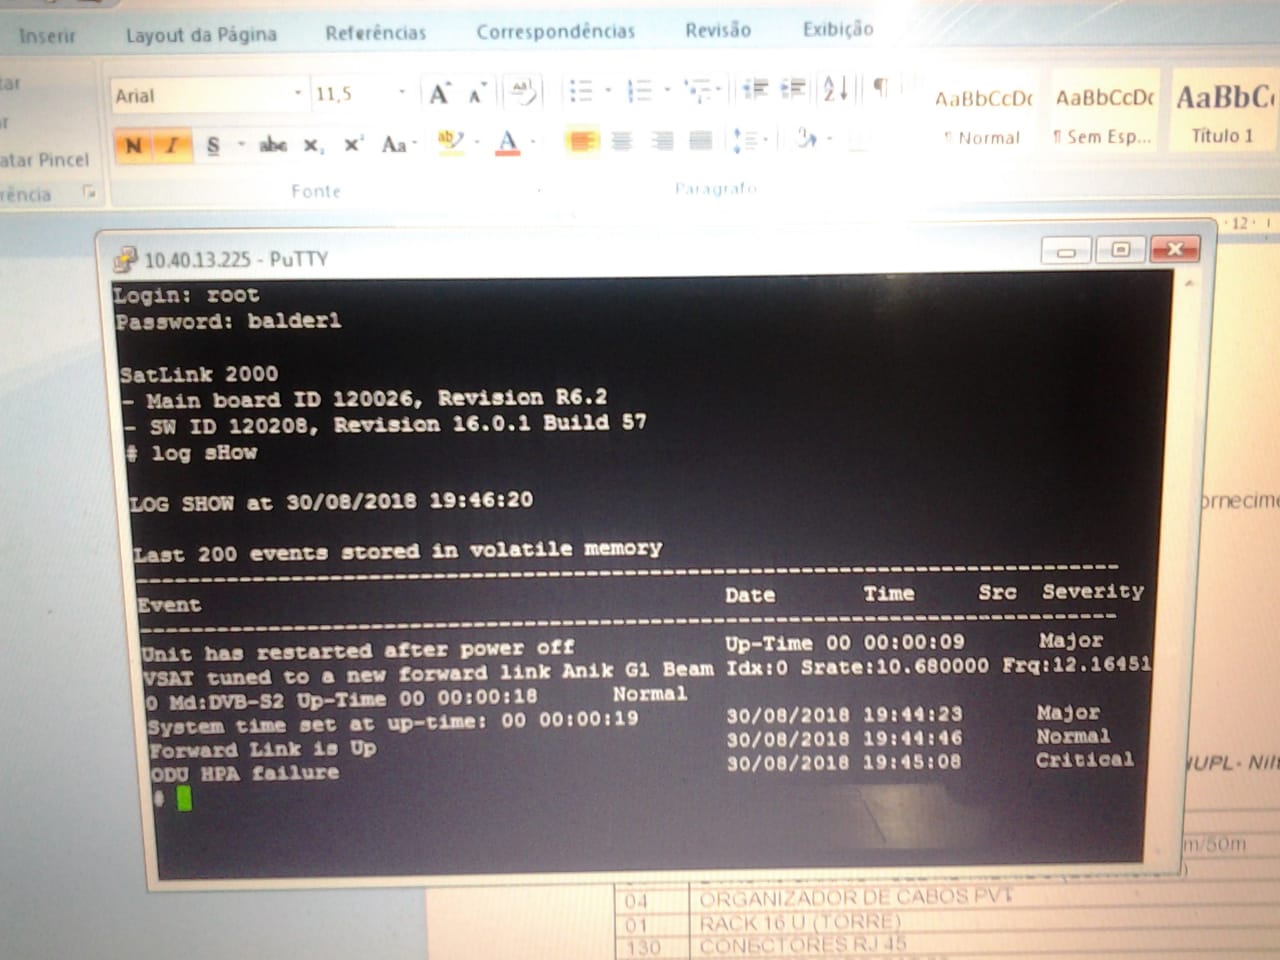 Inserir Layout da Página Referências Correspondências Revisão Exibição
Arial 11,5 AaBbCcDc AaBbCcDc AaBbCc
N I S abc x, x² Aa ab A ¶ Normal ¶ Sem Esp... Título 1
atar Pincel
rência Fonte Paragrafo
12
10.40.13.225 - PuTTY
Login: root
Password: balder1
SatLink 2000
- Main board ID 120026, Revision R6.2
- SW ID 120208, Revision 16.0.1 Build 57
# log sHow
LOG SHOW at 30/08/2018 19:46:20
ornecime
Last 200 events stored in volatile memory
Event Date Time Src Severity
Unit has restarted after power off Up-Time 00 00:00:09 Major
VSAT tuned to a new forward link Anik G1 Beam Idx:0 Srate:10.680000 Frq:12.16451
0 Md:DVB-S2 Up-Time 00 00:00:18 Normal
System time set at up-time: 00 00:00:19 30/08/2018 19:44:23 Major
Forward Link is Up 30/08/2018 19:44:46 Normal
ODU HPA failure 30/08/2018 19:45:08 Critical
#
UPL- Nil
m/50m
04 ORGANIZADOR DE CABOS PVT
01 RACK 16 U (TORRE)
130 CONECTORES RJ 45